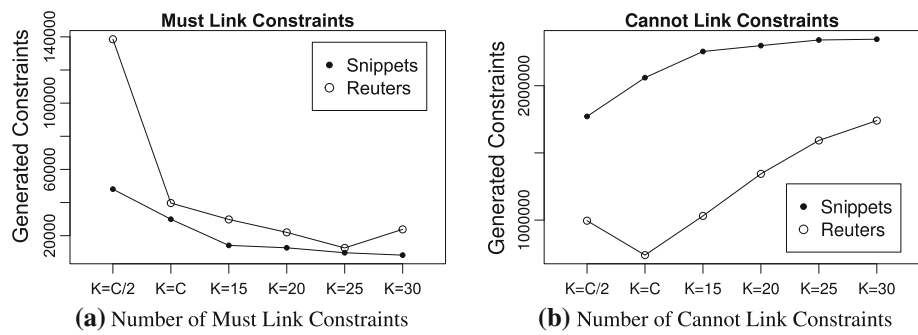 Must Link Constraints
Generated Constraints
140000
100000
60000
20000
Snippets
Reuters
K=C/2 K=C K=15 K=20 K=25 K=30
(a) Number of Must Link Constraints
Cannot Link Constraints
Generated Constraints
2000000
1000000
Snippets
Reuters
K=C/2 K=C K=15 K=20 K=25 K=30
(b) Number of Cannot Link Constraints